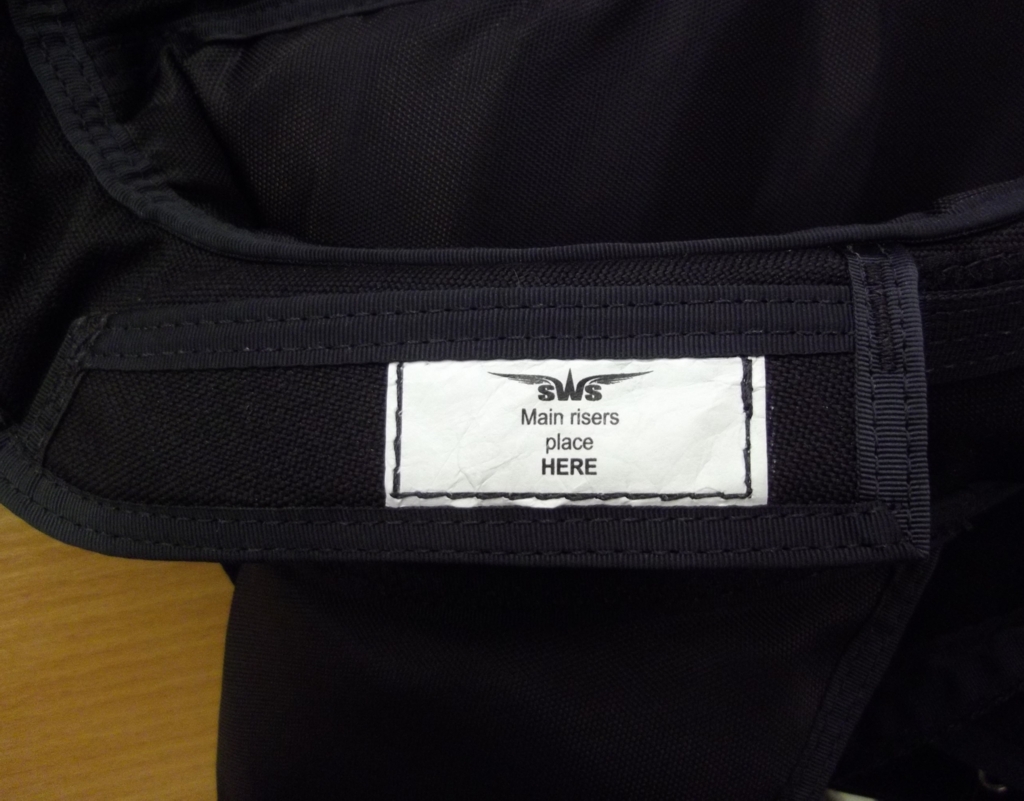 SWS
Main risers
place
HERE